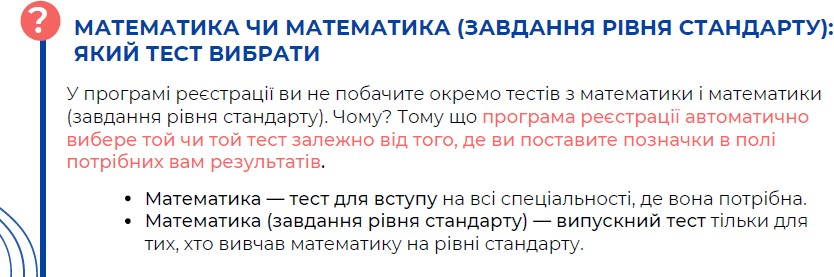 ?
МАТЕМАТИКА ЧИ МАТЕМАТИКА (ЗАВДАННЯ РІВНЯ СТАНДАРТУ):
ЯКИЙ ТЕСТ ВИБРАТИ
У програмі реєстрації ви не побачите окремо тестів з математики і математики
(завдання рівня стандарту). Чому? Тому що програма реєстрації автоматично
вибере той чи той тест залежно від того, де ви поставите позначки в полі
потрібних вам результатів.
• Математика — тест для вступу на всі спеціальності, де вона потрібна.
• Математика (завдання рівня стандарту) — випускний тест тільки для
тих, хто вивчав математику на рівні стандарту.